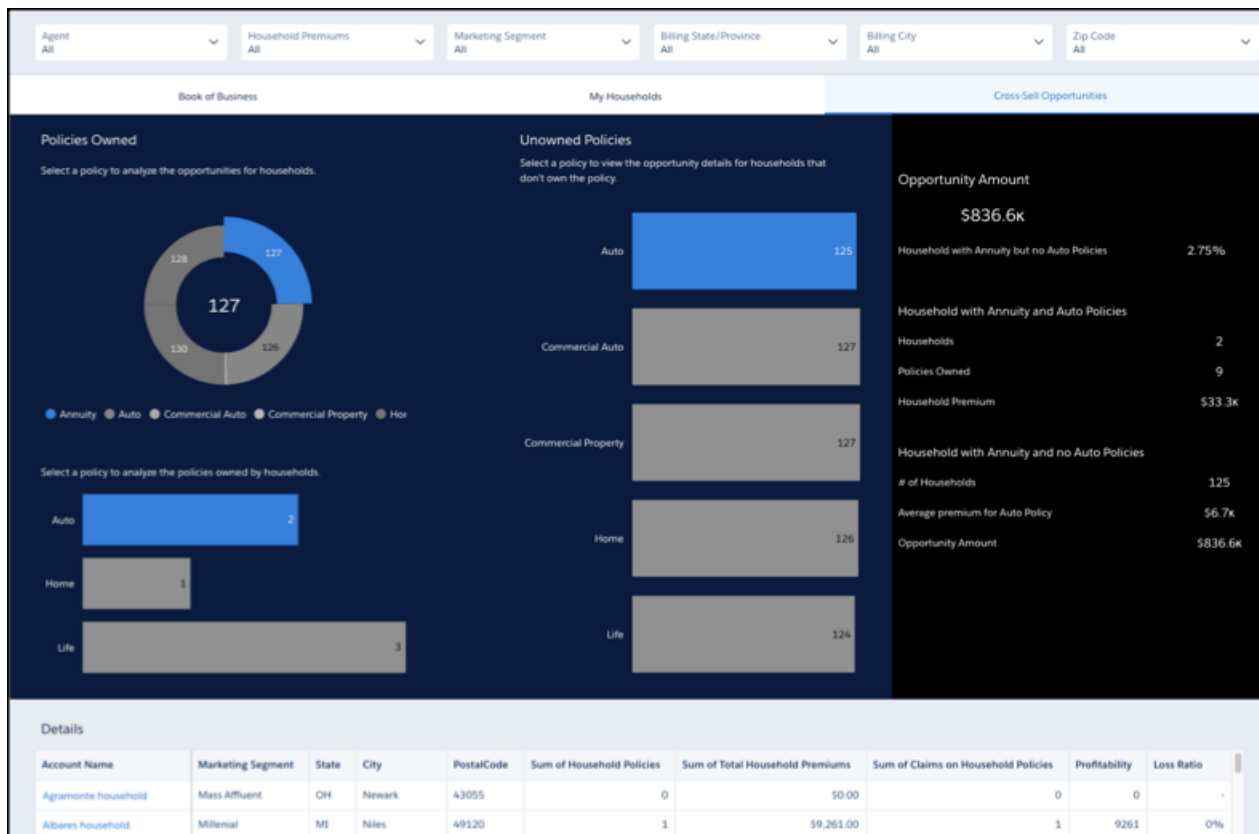 Agent Household Premiums Marketing Segment Billing State/Province Billing City Zip Code
All All All All All All
Book of Business My Households Cross-Sell Opportunities
Policies Owned
Select a policy to analyze the opportunities for households.
128 127
127
130 126
Annuity Auto Commercial Auto Commercial Property Hor
Select a policy to analyze the policies owned by households.
Auto 2
Home 1
Life 3
Unowned Policies
Select a policy to view the opportunity details for households that
don't own the policy.
Auto 125
Commercial Auto 127
Commercial Property 127
Home 126
Life 124
Opportunity Amount
$836.6K
Household with Annuity but no Auto Policies 2.75%
Household with Annuity and Auto Policies
Households 2
Policies Owned 9
Household Premium $33.3K
Household with Annuity and no Auto Policies
# of Households 125
Average premium for Auto Policy $6.7K
Opportunity Amount $836.6K
Details
Account Name Marketing Segment State City PostalCode Sum of Household Policies Sum of Total Household Premiums Sum of Claims on Household Policies Profitability Loss Ratio
Agramonte household Mass Affluent OH Newark 43055 0 $0.00 0 0 -
Albares household Millenial MI Niles 49120 1 $9,261.00 1 9261 0%